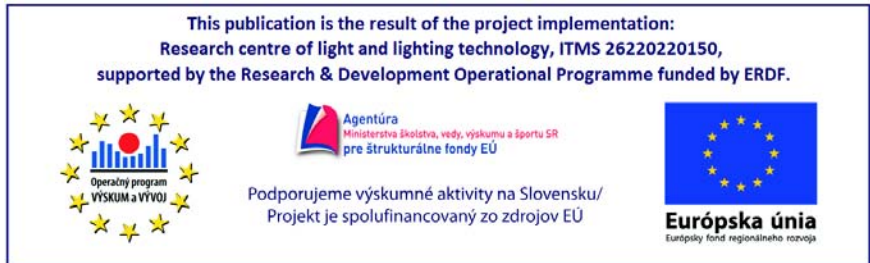 This publication is the result of the project implementation:
Research centre of light and lighting technology, ITMS 26220220150,
supported by the Research & Development Operational Programme funded by ERDF.
Operačný program
VÝSKUM a VÝVOJ
Agentúra
Ministerstva školstva, vedy, výskumu a športu SR
pre štrukturálne fondy EÚ
Podporujeme výskumné aktivity na Slovensku/
Projekt je spolufinancovaný zo zdrojov EÚ
Európska únia
Európsky fond regionálneho rozvoja